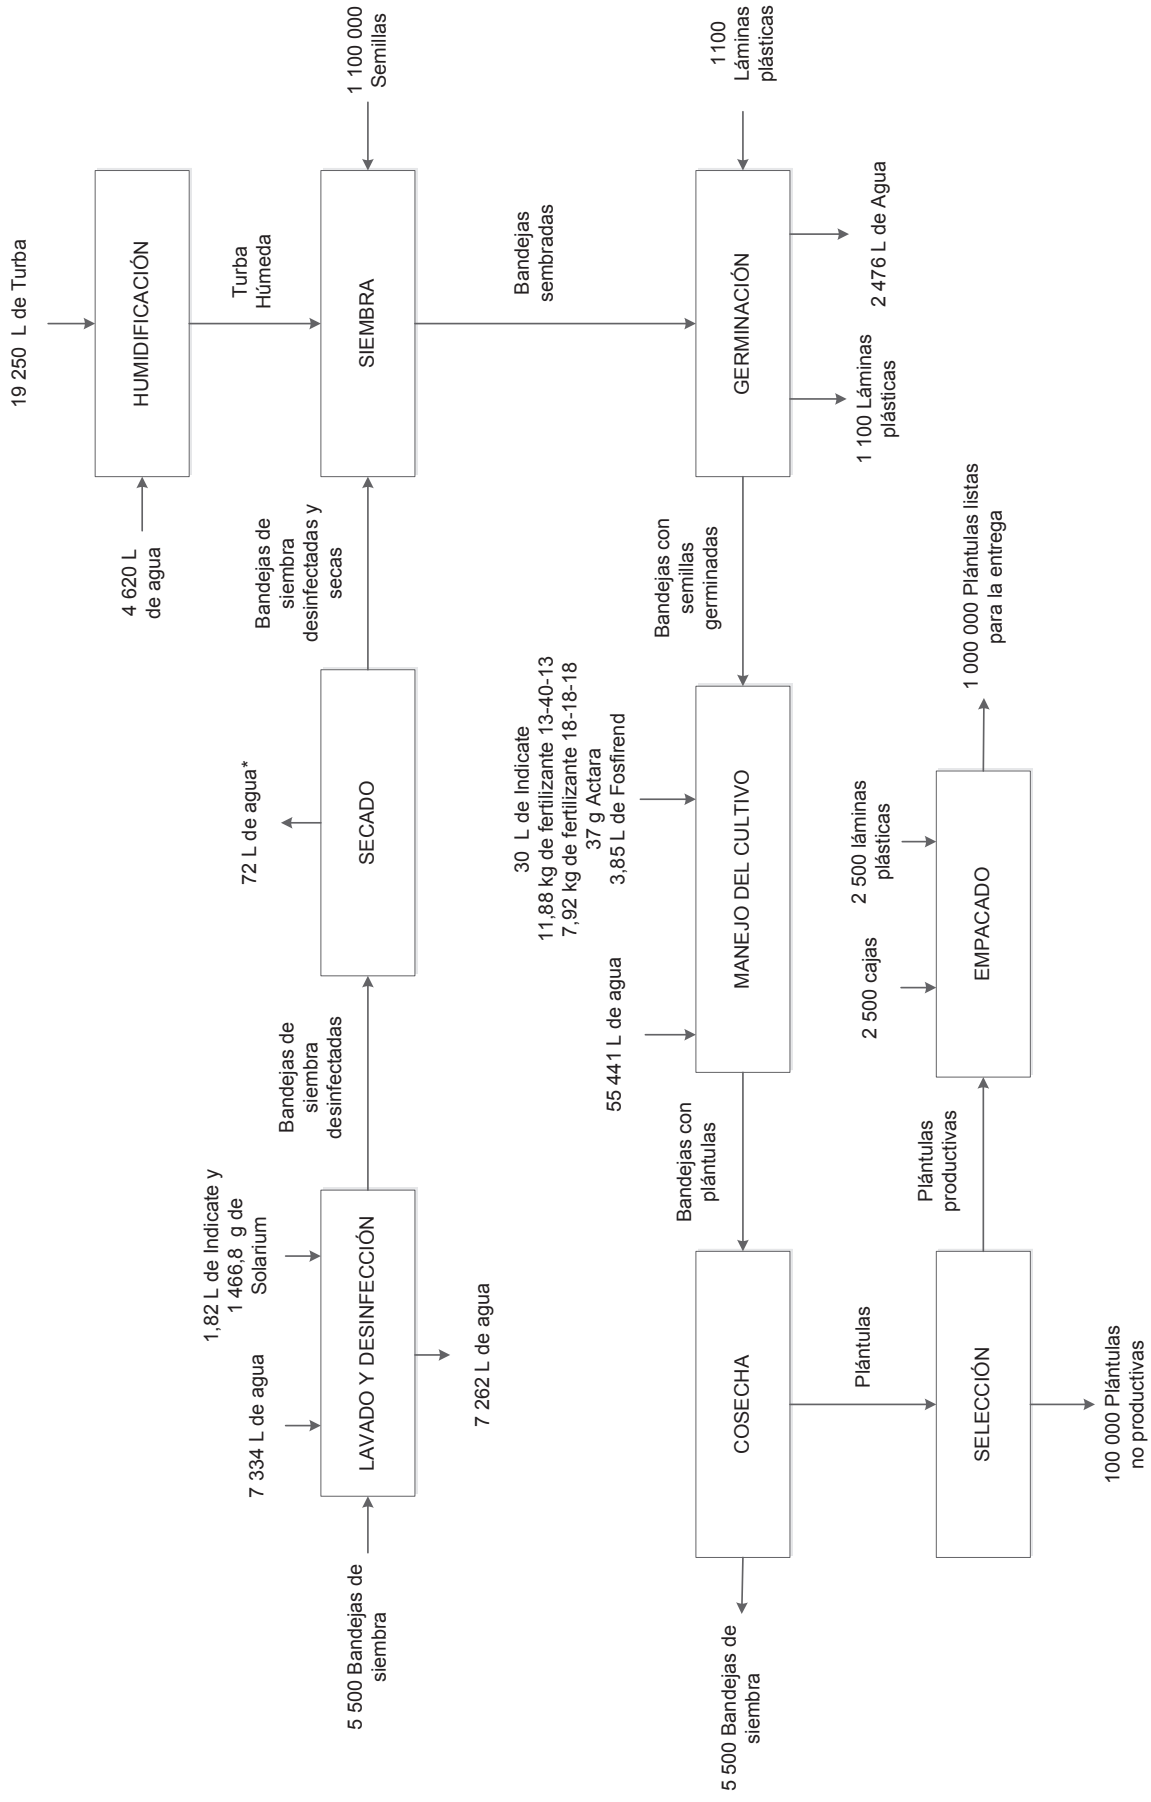 5 500 Bandejas de
siembra
7 334 L de agua
1,82 L de Indicate y
1 466,8 g de
Solarium
LAVADO Y DESINFECCIÓN
7 262 L de agua
Bandejas de
siembra
desinfectadas
72 L de agua*
SECADO
Bandejas de
siembra
desinfectadas y
secas
4 620 L
de agua
19 250 L de Turba
HUMIDIFICACIÓN
Turba
Húmeda
SIEMBRA
1 100 000
Semillas
Bandejas
sembradas
GERMINACIÓN
1100
Láminas
plásticas
1 100 Láminas
plásticas
2 476 L de Agua
Bandejas con
semillas
germinadas
30 L de Indicate
11,88 kg de fertilizante 13-40-13
7,92 kg de fertilizante 18-18-18
37 g Actara
3,85 L de Fosfirend
55 441 L de agua
MANEJO DEL CULTIVO
Bandejas con
plántulas
COSECHA
5 500 Bandejas de
siembra
Plántulas
SELECCIÓN
100 000 Plántulas
no productivas
Plántulas
productivas
2 500 cajas
2 500 láminas
plásticas
EMPACADO
1 000 000 Plántulas listas
para la entrega